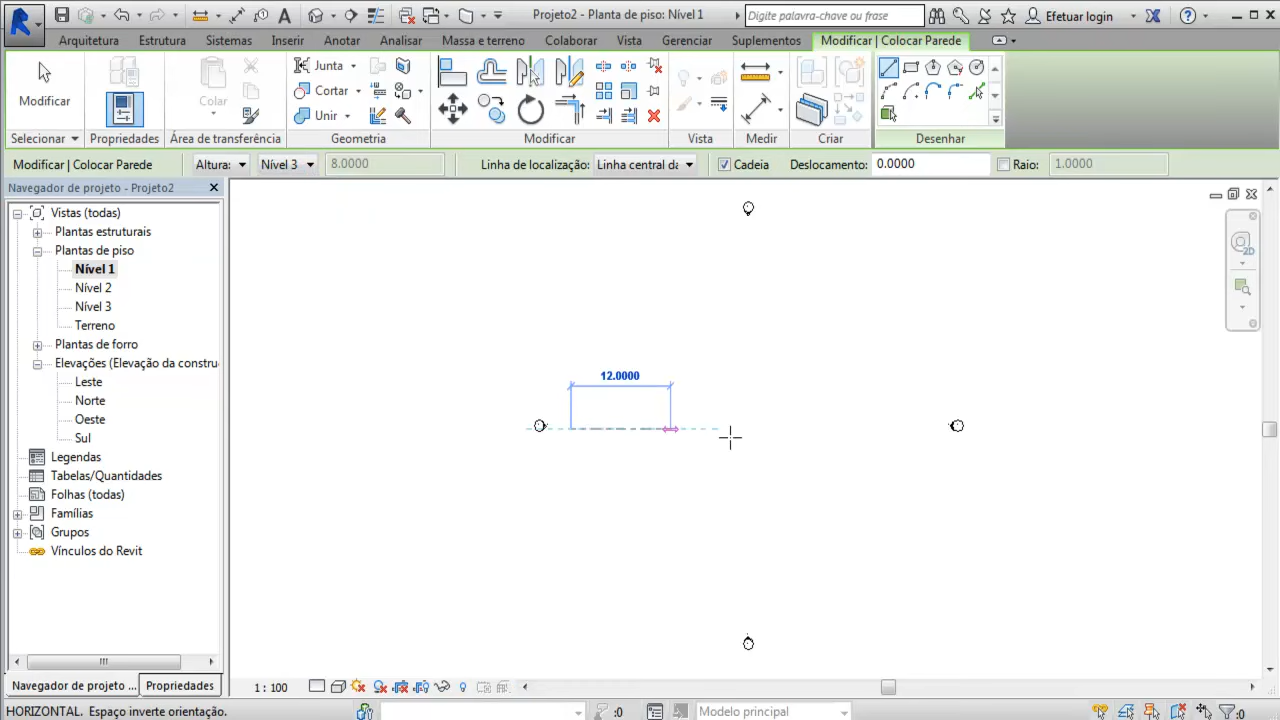 Projeto2 - Planta de piso: Nível 1
Digite palavra-chave ou frase
Efetuar login
Arquitetura
Estrutura
Sistemas
Inserir
Anotar
Analisar
Massa e terreno
Colaborar
Vista
Gerenciar
Suplementos
Modificar | Colocar Parede
Modificar
Colar
Junta
Cortar
Unir
Selecionar
Propriedades
Área de transferência
Geometria
Modificar
Vista
Medir
Criar
Desenhar
Modificar | Colocar Parede
Altura:
Nível 3
8.0000
Linha de localização:
Linha central da
Cadeia
Deslocamento:
0.0000
Raio:
1.0000
Navegador de projeto - Projeto2
Vistas (todas)
Plantas estruturais
Plantas de piso
Nível 1
Nível 2
Nível 3
Terreno
Plantas de forro
Elevações (Elevação da constru
Leste
Norte
Oeste
Sul
Legendas
Tabelas/Quantidades
Folhas (todas)
Famílias
Grupos
Vínculos do Revit
12.0000
2D
Navegador de projeto ...
Propriedades
1 : 100
HORIZONTAL. Espaço inverte orientação.
:0
Modelo principal
:0